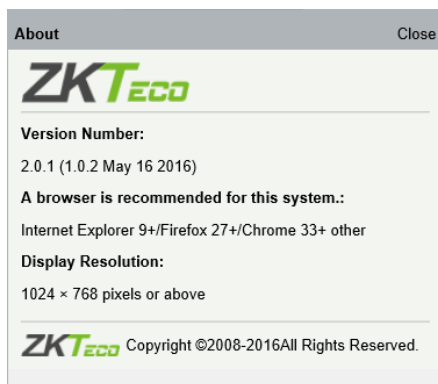 About Close
ZKTECO
Version Number:
2.0.1 (1.0.2 May 16 2016)
A browser is recommended for this system.:
Internet Explorer 9+/Firefox 27+/Chrome 33+ other
Display Resolution:
1024 × 768 pixels or above
ZKTECO Copyright ©2008-2016All Rights Reserved.